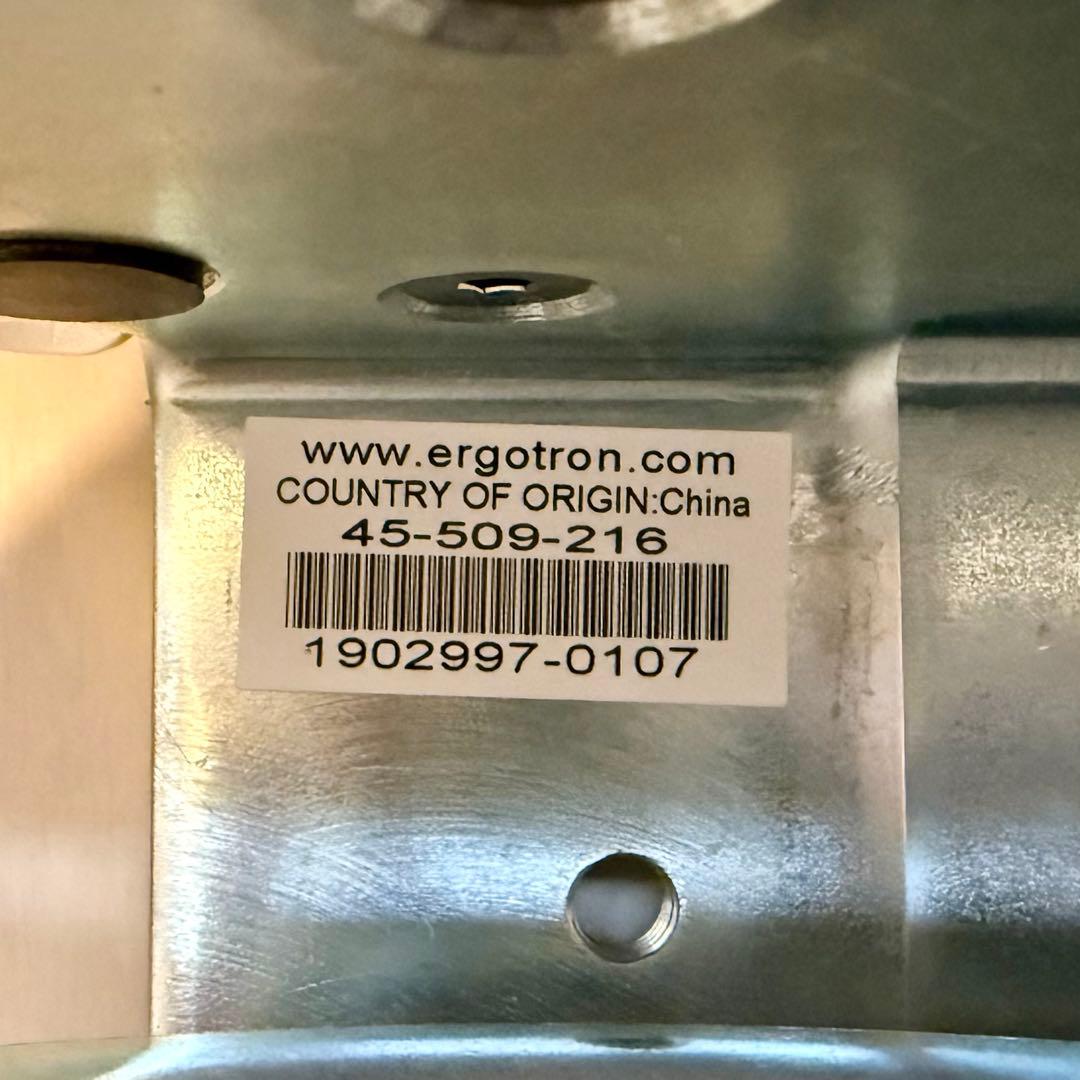 www.ergotron.com
COUNTRY OF ORIGIN:China
45-509-216
1902997-0107